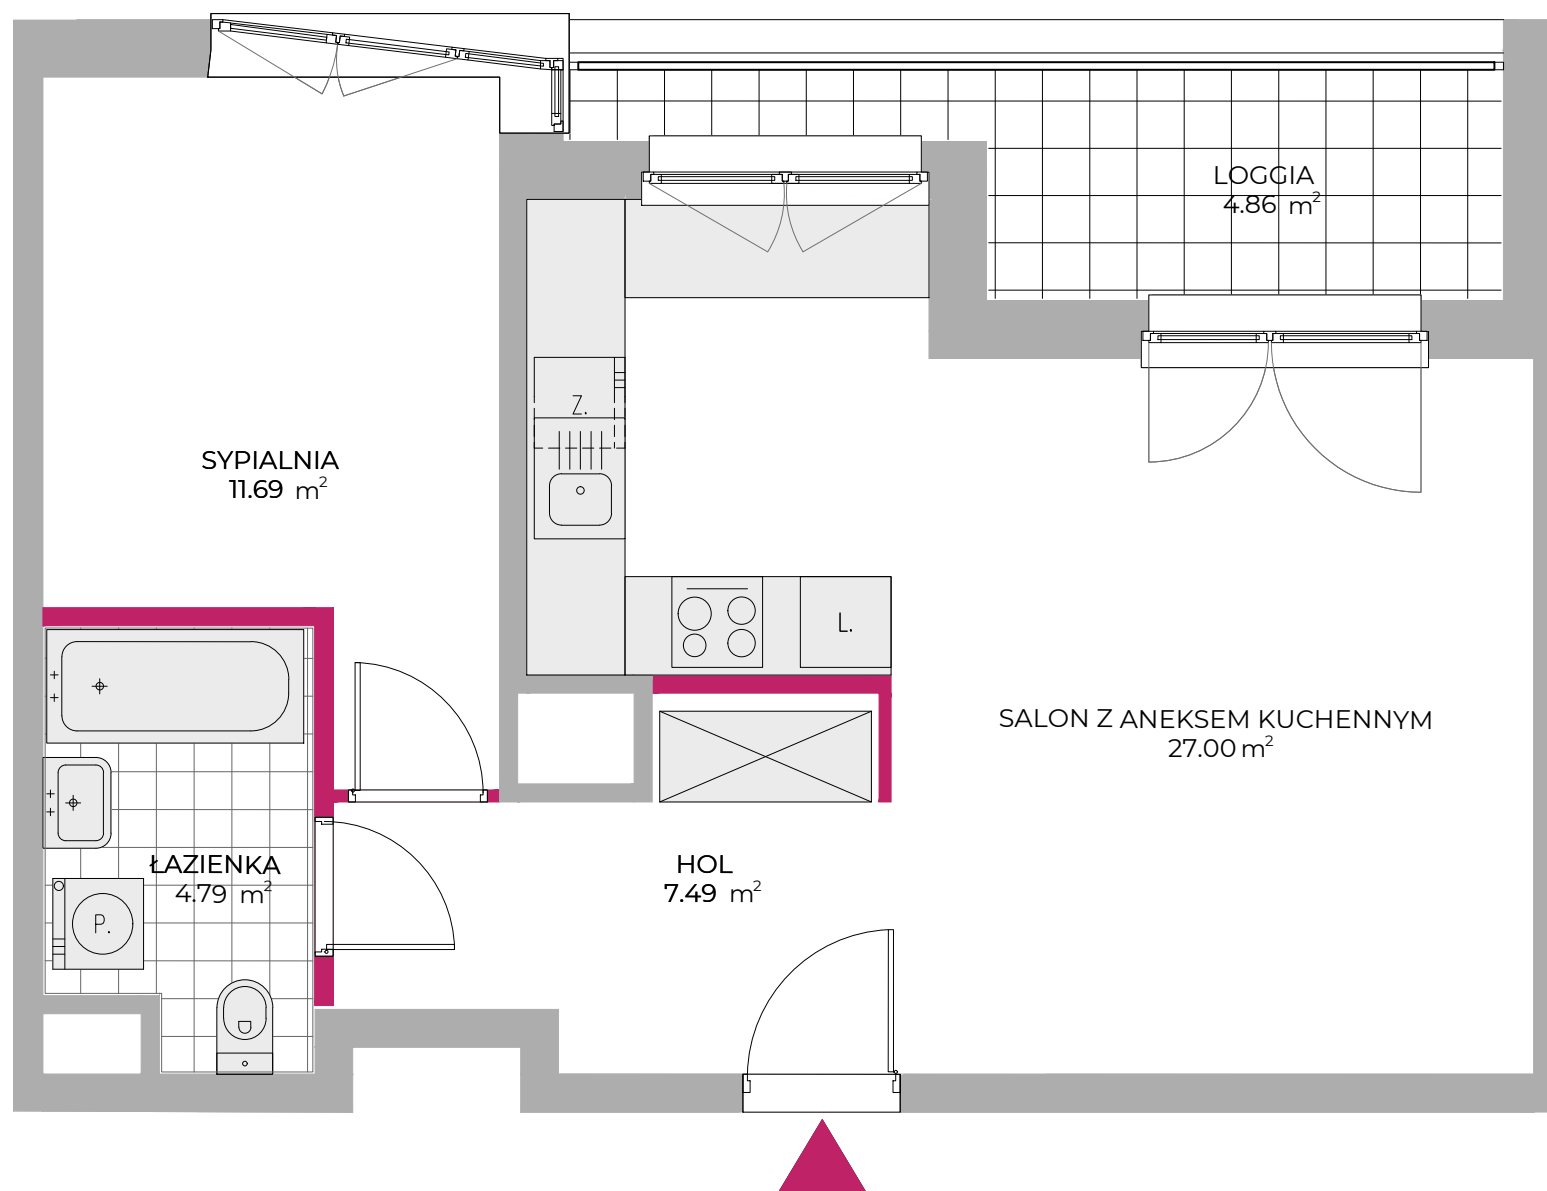 LOGGIA
4.86 m²
Z.
SYPIALNIA
11.69 m²
L.
SALON Z ANEKSEM KUCHENNYM
27.00 m²
ŁAZIENKA
4.79 m²
HOL
7.49 m²
P.